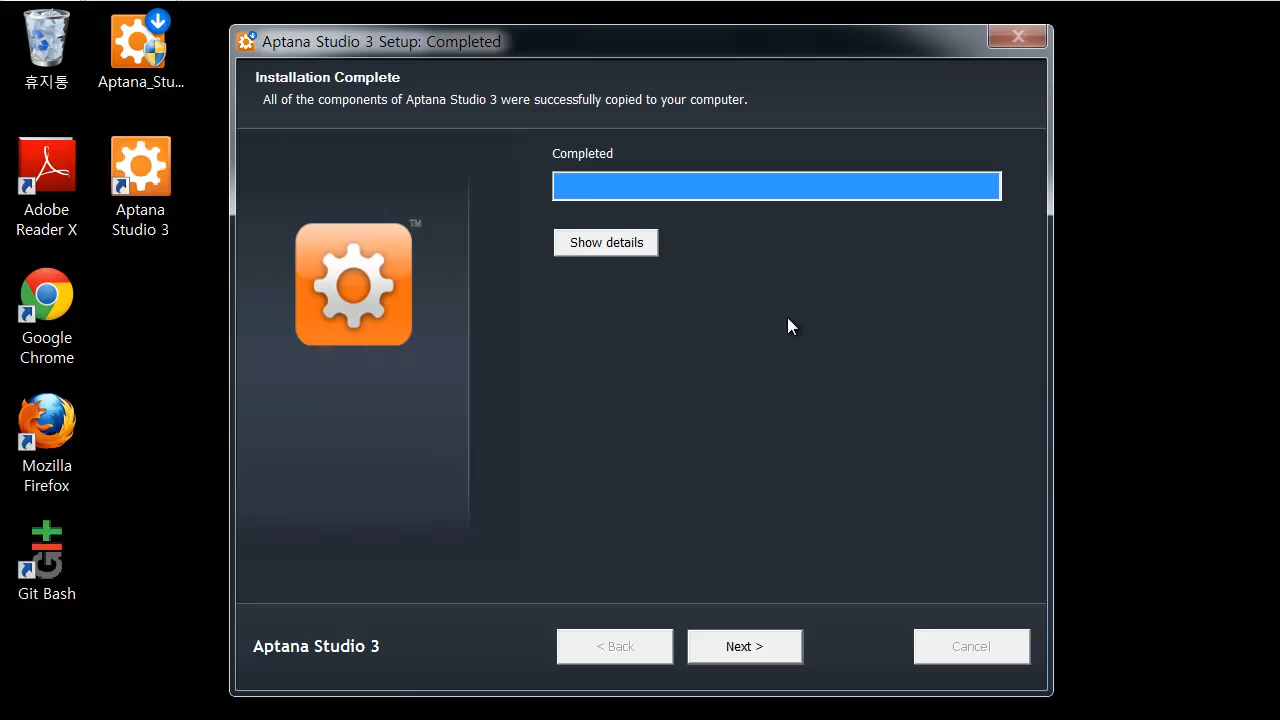 휴지통
Aptana_Stu...
Adobe
Reader X
Aptana
Studio 3
Google
Chrome
Mozilla
Firefox
Git Bash
Aptana Studio 3 Setup: Completed
Installation Complete
All of the components of Aptana Studio 3 were successfully copied to your computer.
Completed
Show details
TM
Aptana Studio 3
< Back
Next >
Cancel